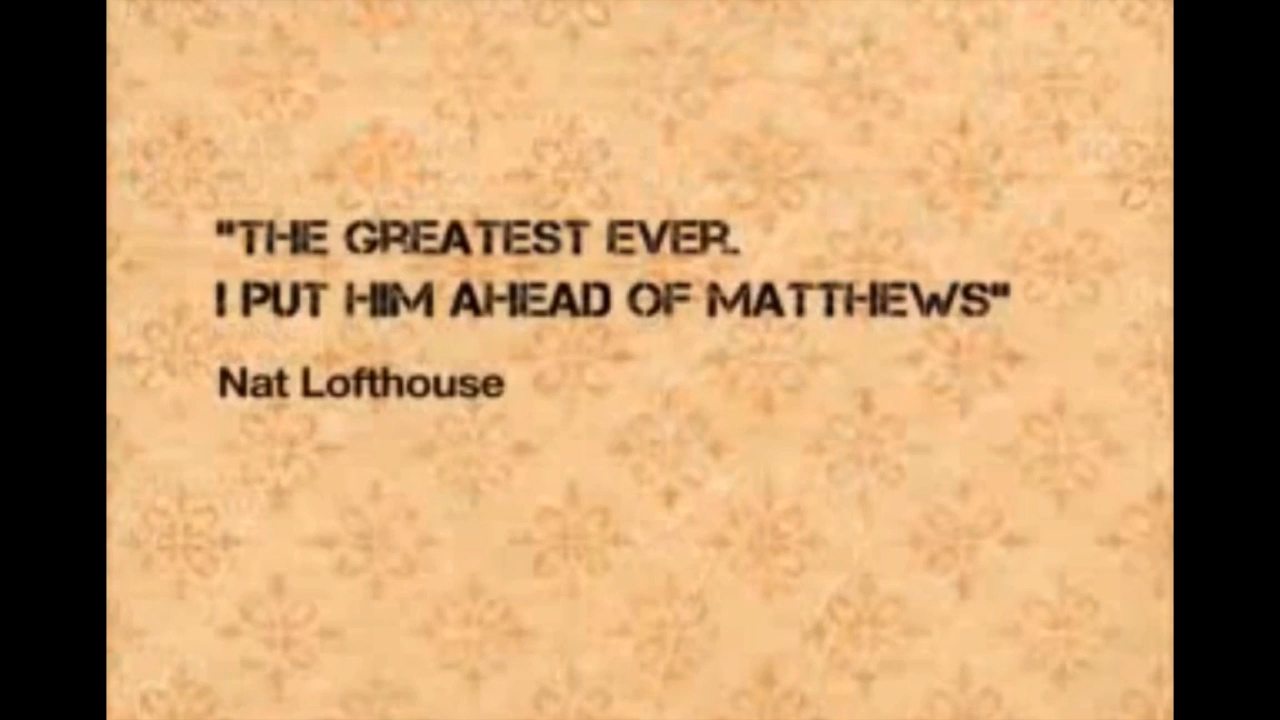 "THE GREATEST EVER.
I PUT HIM AHEAD OF MATTHEWS"
Nat Lofthouse